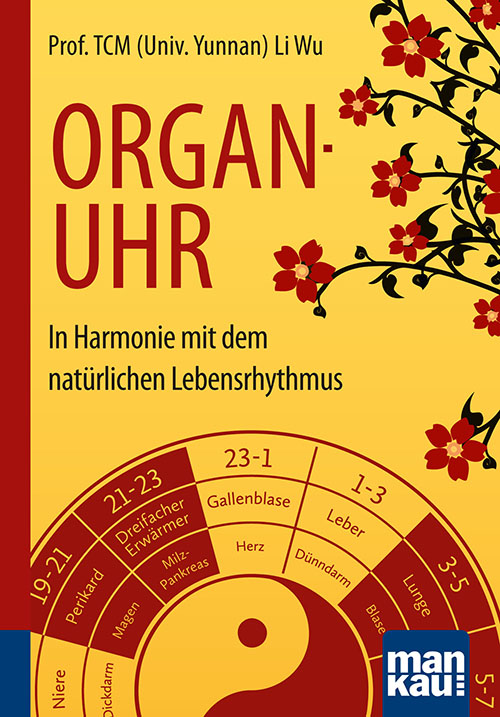 Prof. TCM (Univ. Yunnan) Li Wu
ORGAN-
UHR
In Harmonie mit dem
natürlichen Lebensrhythmus
19-21
21-23
23-1
1-3
3-5
5-7
Niere
Perikard
Dreifacher
Erwärmer
Gallenblase
Leber
Lunge
Dickdarm
Magen
Milz-
Pankreas
Herz
Dünndarm
Blase
man
kau